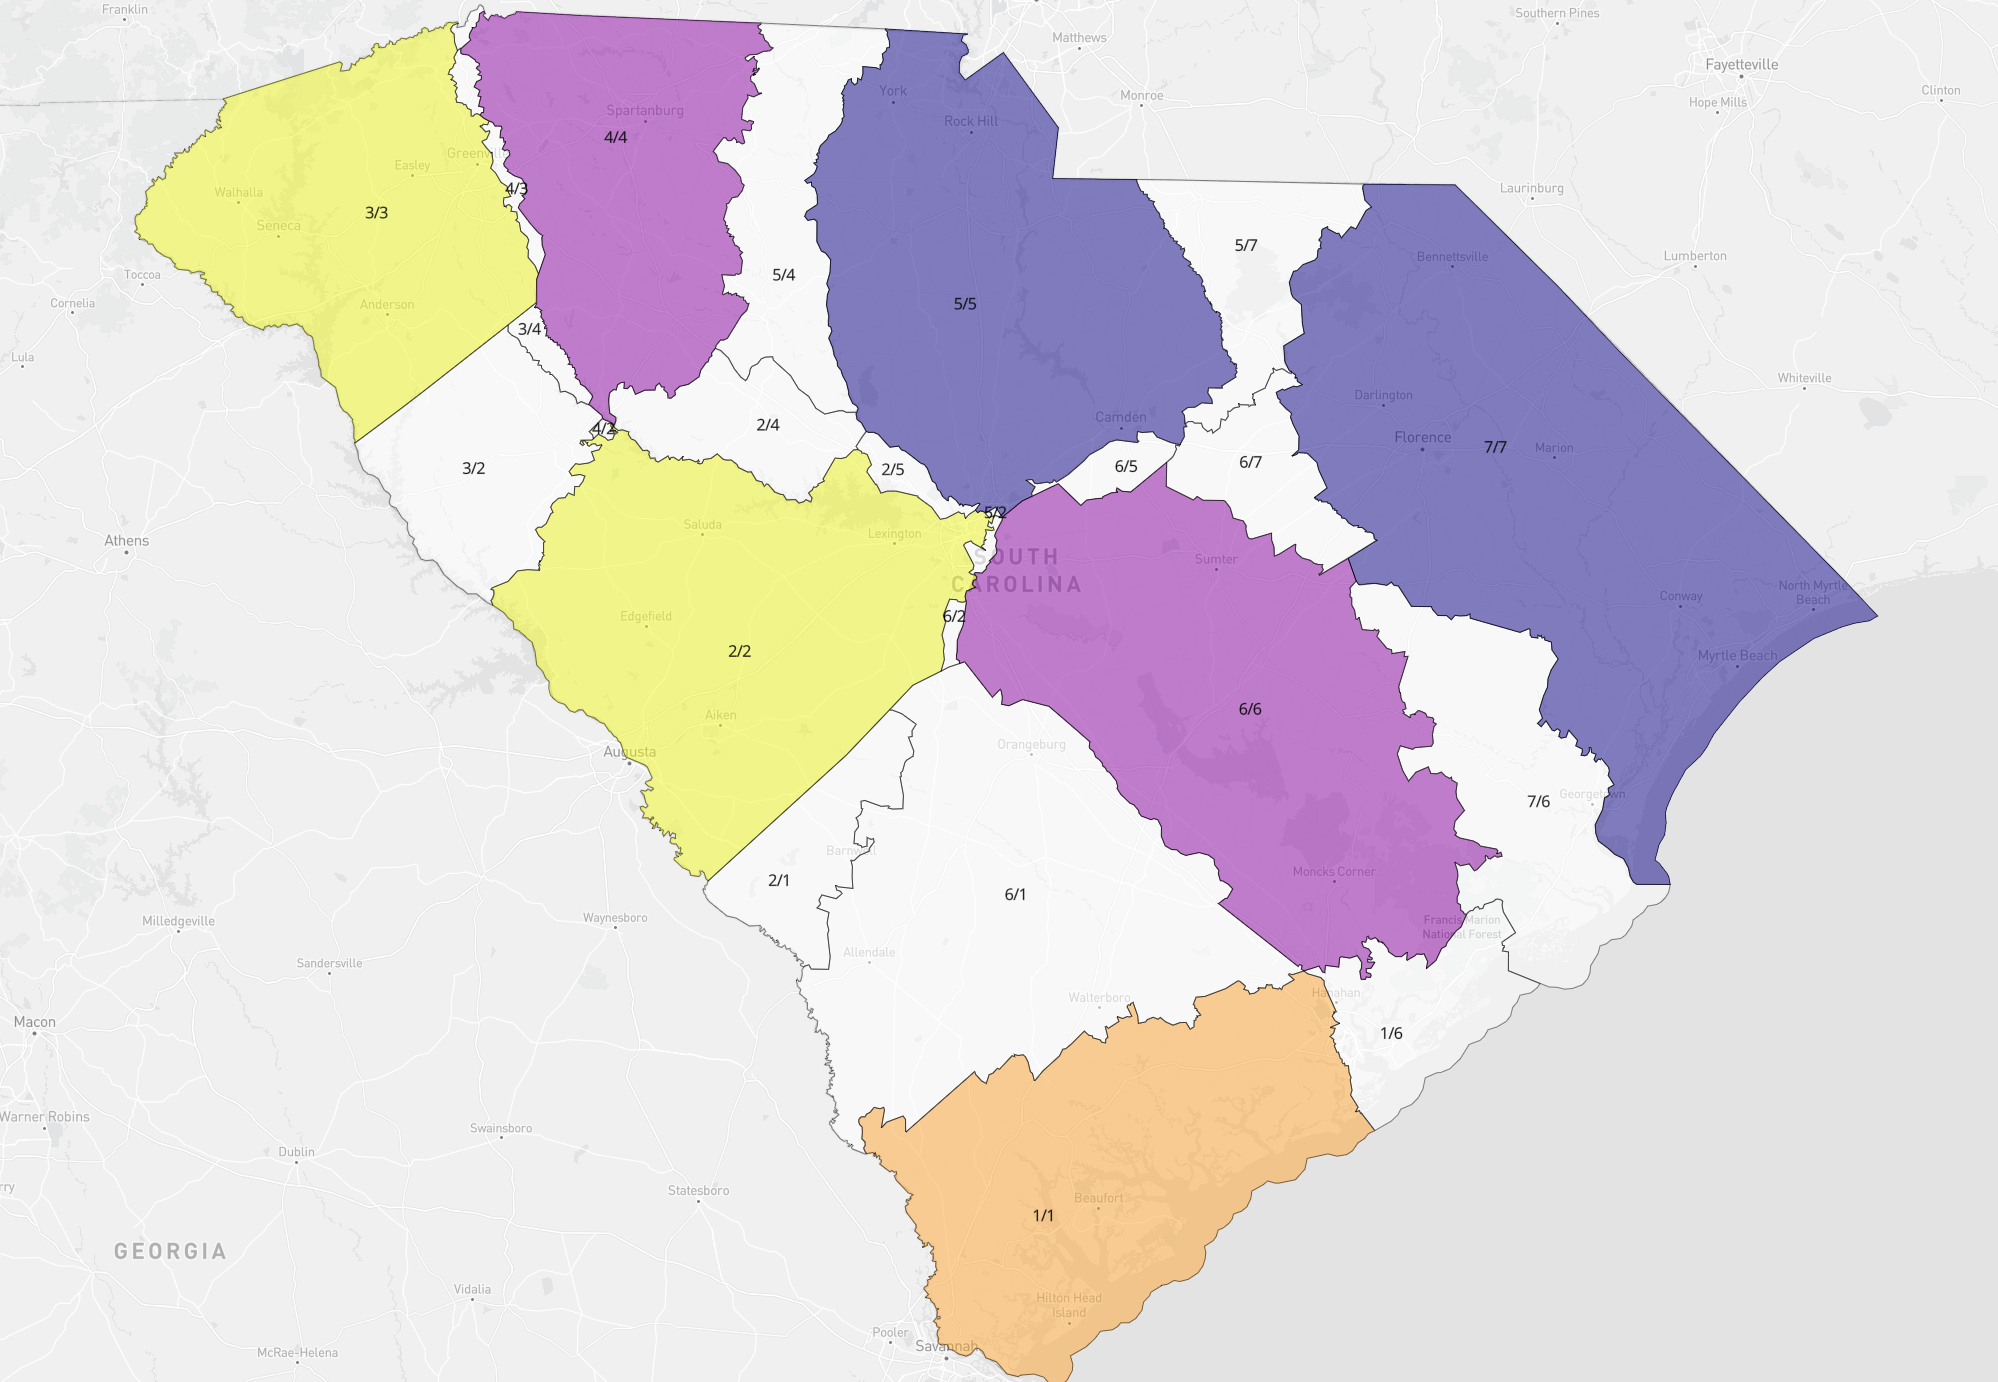 Franklin
Southern Pines
Matthews
Fayetteville
York
Monroe
Clinton
Hope Mills
Spartanburg
Rock Hill
4/4
Greenville
Easley
4/3
Laurinburg
Walhalla
3/3
Seneca
5/7
Bennettsville
Lumberton
Toccoa
5/4
Cornelia
Anderson
5/5
3/4
Lula
Whiteville
Darlington
Camden
2/4
4/2
Florence
7/7
Marion
3/2
2/5
6/5
6/7
5/2
Saluda
Lexington
Athens
SOUTH
CAROLINA
Sumter
North Myrtle
Beach
Conway
Edgefield
6/2
2/2
Myrtle Beach
6/6
Aiken
Orangeburg
Augusta
Georgetown
7/6
Barnwell
Moncks Corner
2/1
6/1
Milledgeville
Waynesboro
Francis Marion
National Forest
Allendale
Sandersville
Hanahan
Walterboro
Macon
1/6
Warner Robins
Swainsboro
Dublin
rry
Statesboro
Beaufort
1/1
GEORGIA
Vidalia
Hilton Head
Island
Pooler
Savannah
McRae-Helena